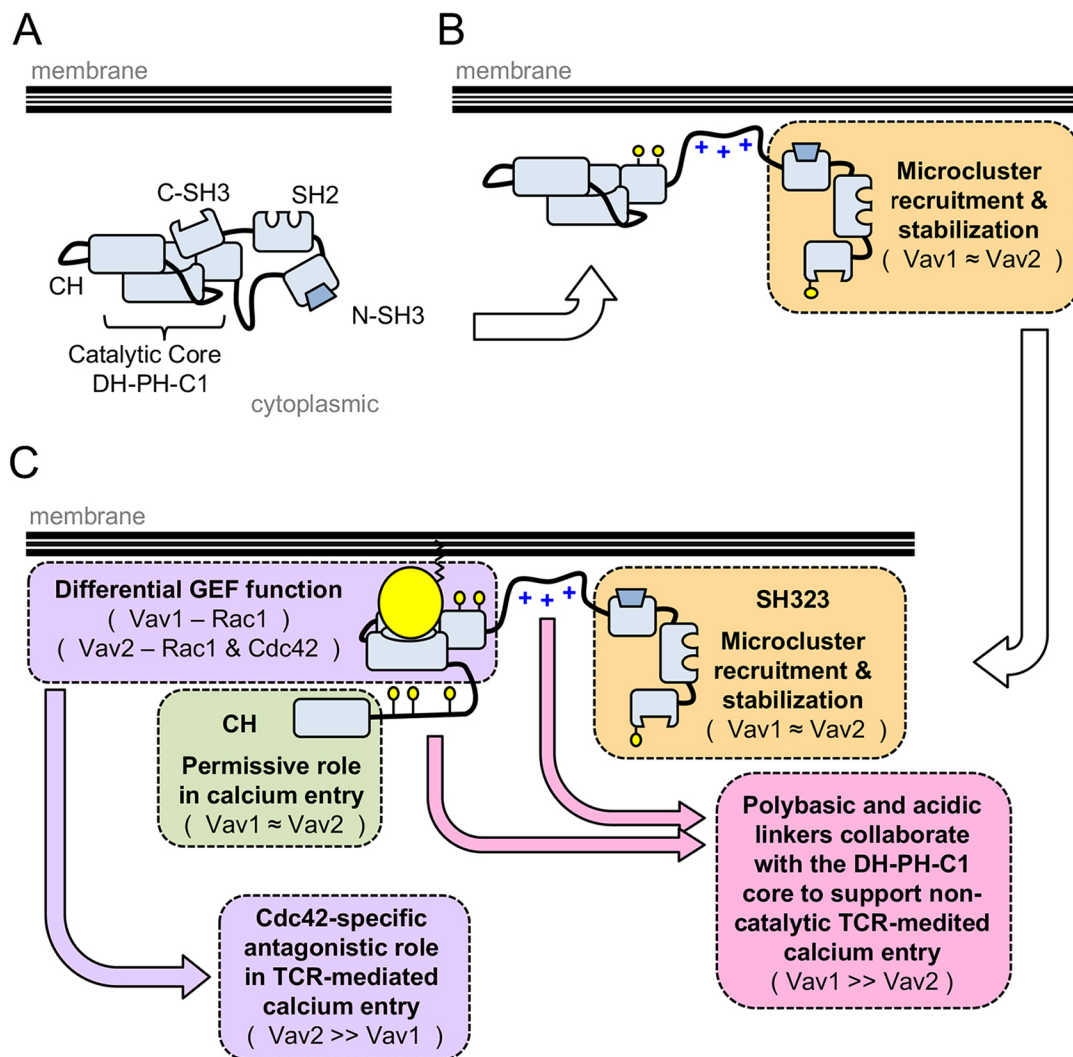 A
membrane
C-SH3
SH2
CH
N-SH3
Catalytic Core
DH-PH-C1
cytoplasmic
B
membrane
+ + +
Microcluster
recruitment &
stabilization
( Vav1 ≈ Vav2 )
C
membrane
Differential GEF function
( Vav1 – Rac1 )
( Vav2 – Rac1 & Cdc42 )
+ + +
SH323
Microcluster
recruitment &
stabilization
( Vav1 ≈ Vav2 )
CH
Permissive role
in calcium entry
( Vav1 ≈ Vav2 )
Polybasic and acidic
linkers collaborate
with the DH-PH-C1
core to support non-
catalytic TCR-medited
calcium entry
( Vav1 >> Vav2 )
Cdc42-specific
antagonistic role
in TCR-mediated
calcium entry
( Vav2 >> Vav1 )